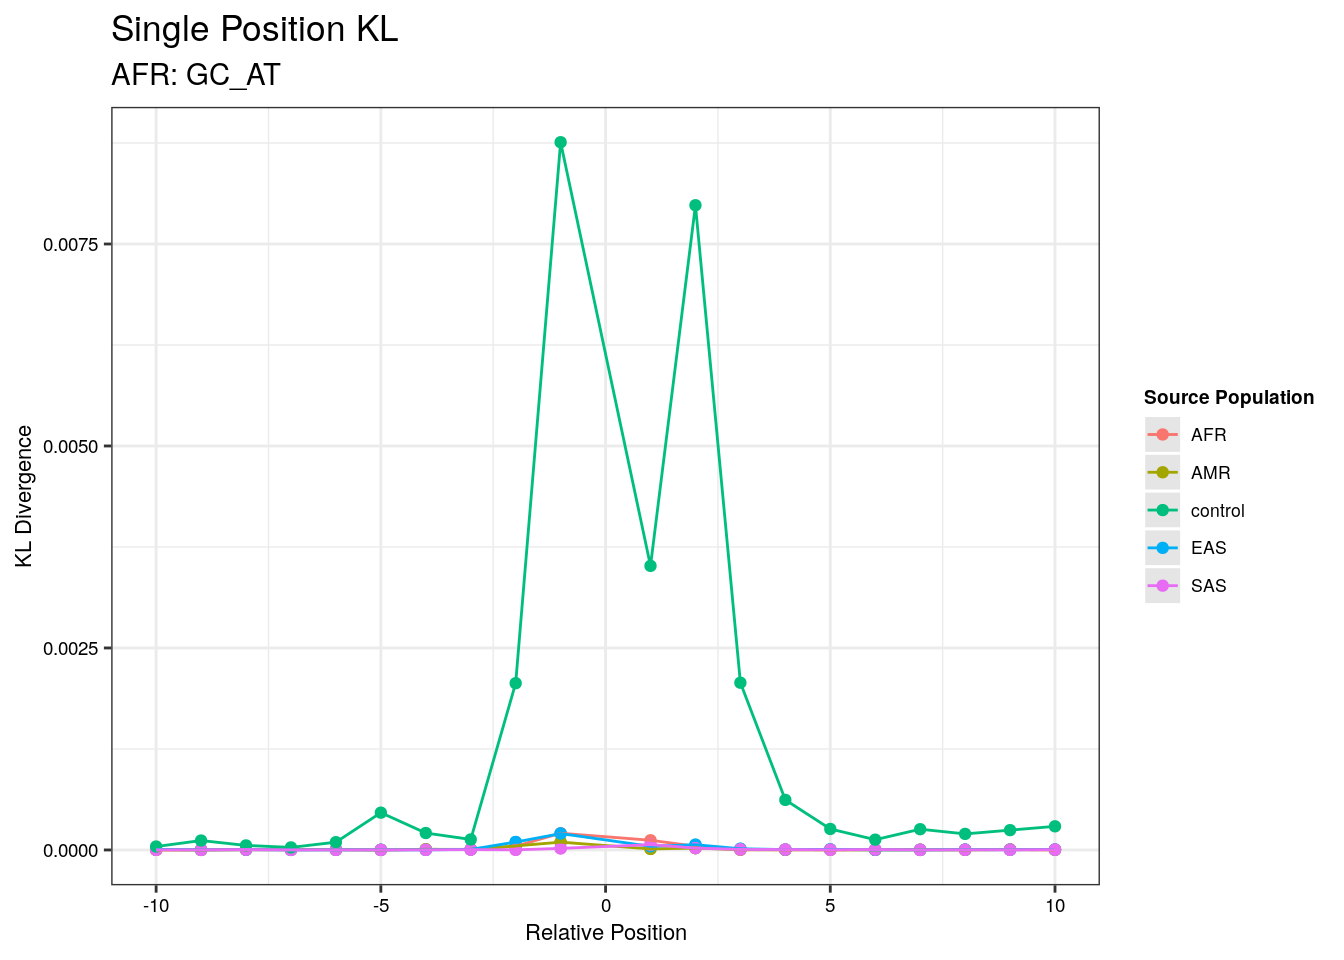 Single Position KL
AFR: GC_AT
KL Divergence
0.0075
0.0050
0.0025
0.0000
-10
-5
0
5
10
Relative Position
Source Population
AFR
AMR
control
EAS
SAS